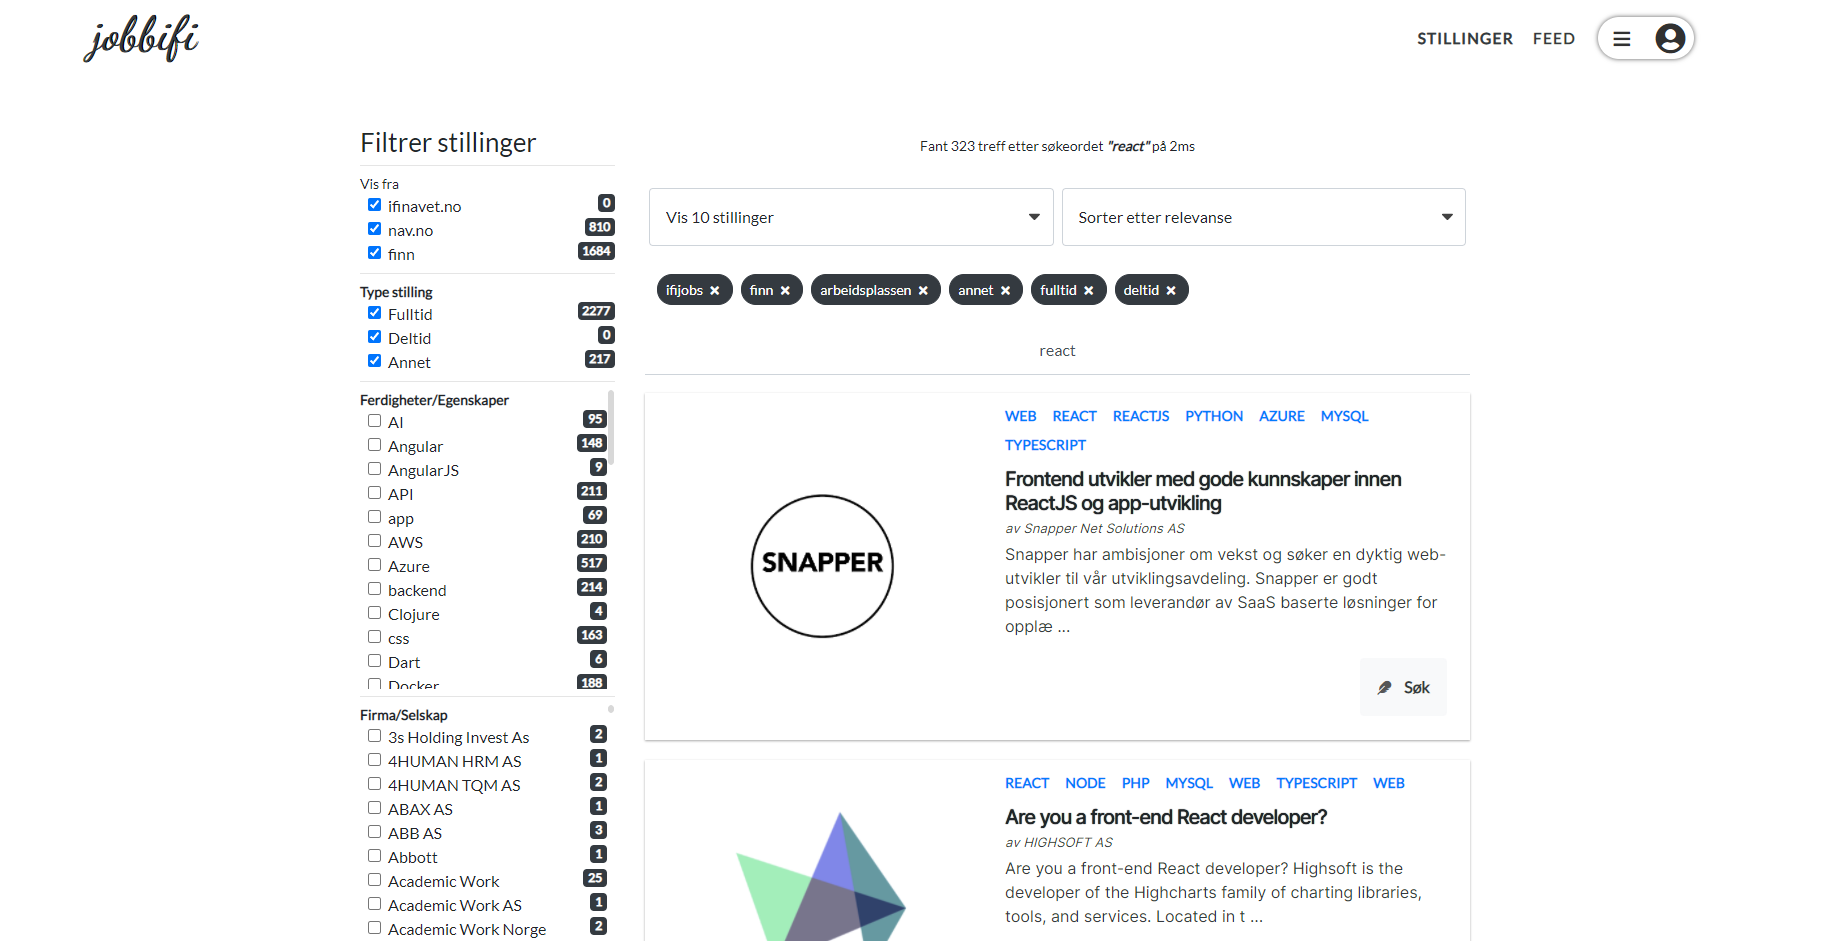 jobbifi
STILLINGER FEED
Filtrer stillinger
Vis fra
ifinavet.no 0
nav.no 810
finn 1684
Type stilling
Fulltid 2277
Deltid 0
Annet 217
Ferdigheter/Egenskaper
AI 95
Angular 148
AngularJS 9
API 211
app 69
AWS 210
Azure 517
backend 214
Clojure 4
css 163
Dart 6
Docker 188
Firma/Selskap
3s Holding Invest As 2
4HUMAN HRM AS 1
4HUMAN TQM AS 2
ABAX AS 1
ABB AS 3
Abbott 1
Academic Work 25
Academic Work AS 1
Academic Work Norge 2
Fant 323 treff etter søkeordet "react" på 2ms
Vis 10 stillinger
Sorter etter relevanse
ifijobs × finn × arbeidsplassen × annet × fulltid × deltid ×
react
SNAPPER
WEB REACT REACTJS PYTHON AZURE MYSQL
TYPESCRIPT
Frontend utvikler med gode kunnskaper innen
ReactJS og app-utvikling
av Snapper Net Solutions AS
Snapper har ambisjoner om vekst og søker en dyktig web-
utvikler til vår utviklingsavdeling. Snapper er godt
posisjonert som leverandør av SaaS baserte løsninger for
opplæ ...
Søk
REACT NODE PHP MYSQL WEB TYPESCRIPT WEB
Are you a front-end React developer?
av HIGHSOFT AS
Are you a front-end React developer? Highsoft is the
developer of the Highcharts family of charting libraries,
tools, and services. Located in t ...